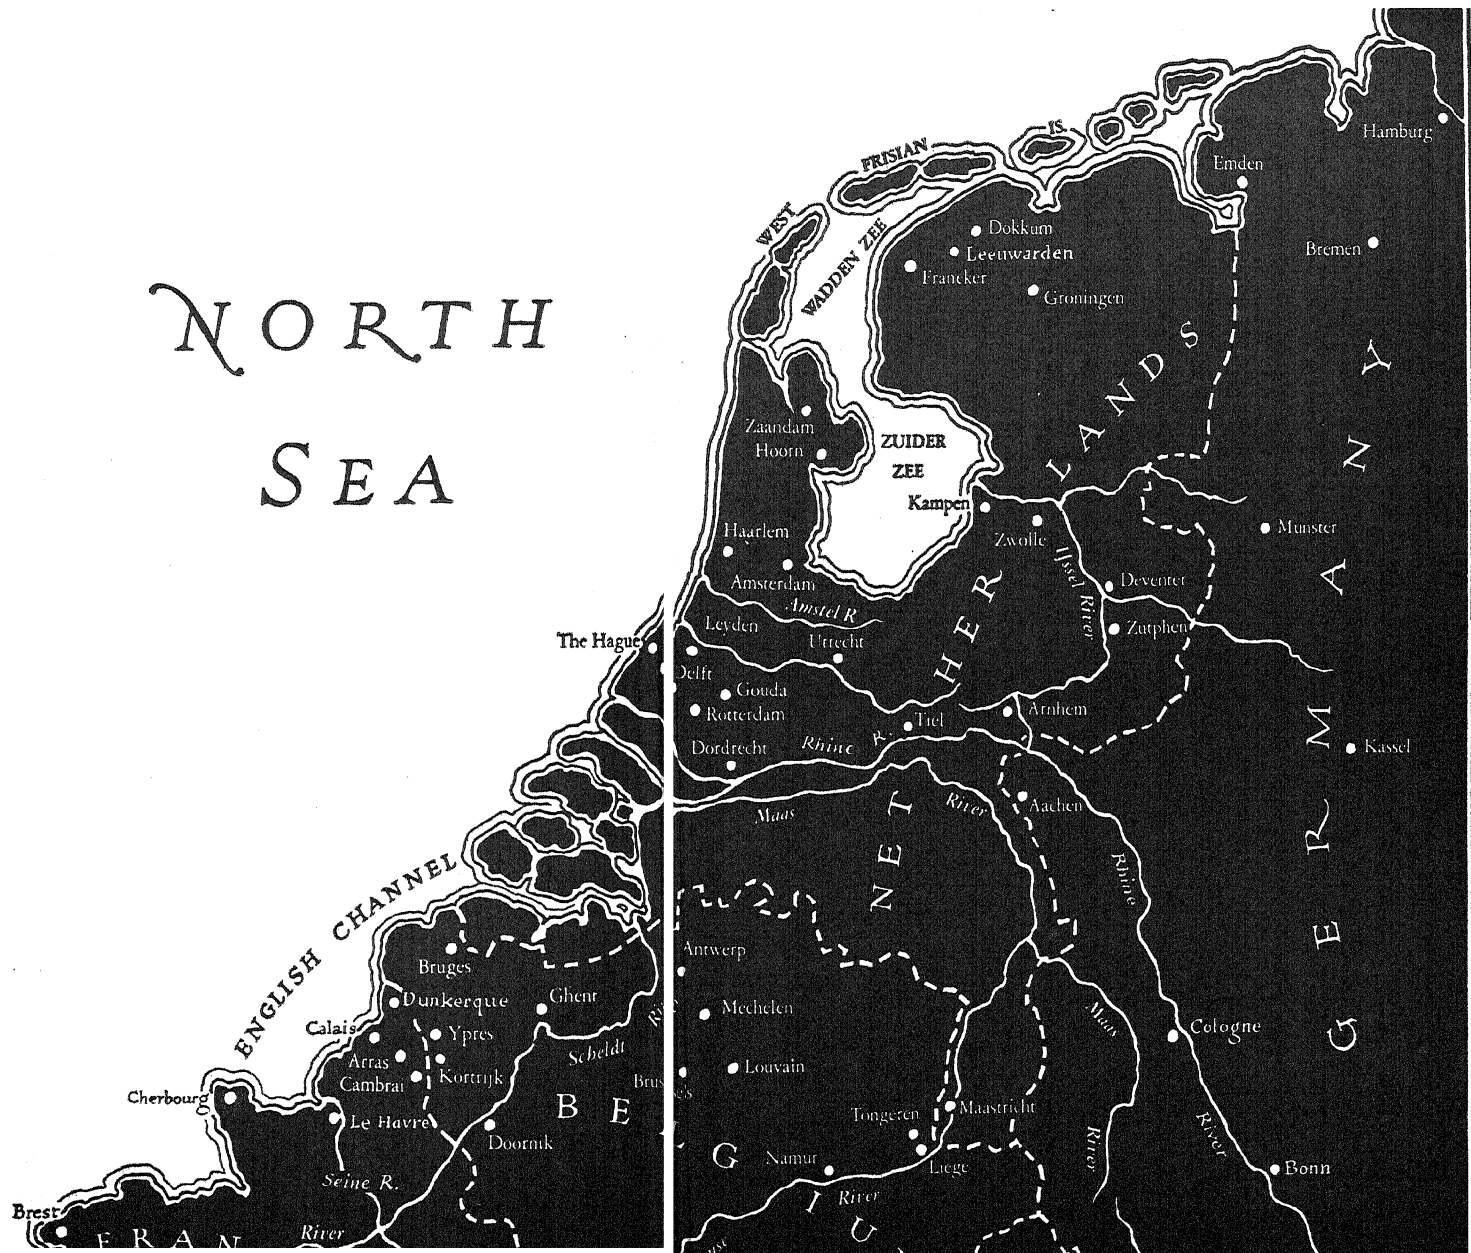 NORTH
SEA
WEST
FRISIAN
IS.
WADDEN ZEE
ZUIDER
ZEE
Hamburg
Emden
Bremen
Dokkum
Leeuwarden
Francker
Groningen
Zaandam
Hoorn
Kampen
Zwolle
Munster
Haarlem
Amsterdam
Amstel R
IJssel River
Deventer
Zutphen
Leyden
Utrecht
The Hague
Delft
Gouda
Rotterdam
Tiel
Arnhem
Dordrecht
Rhine R.
Kassel
Maas
River
Aachen
Rhine
River
NETHERLANDS
GERMANY
ENGLISH CHANNEL
Bruges
Antwerp
Dunkerque
Ghent
Mechelen
Calais
Ypres
Scheldt
Maas
River
Cologne
Arras
Cambrai
Kortrijk
Louvain
Cherbourg
Le Havre
BE
LGIU
Doornik
Tongeren
Maastricht
Namur
Liege
Bonn
Seine R.
River
Brest
FRAN
River